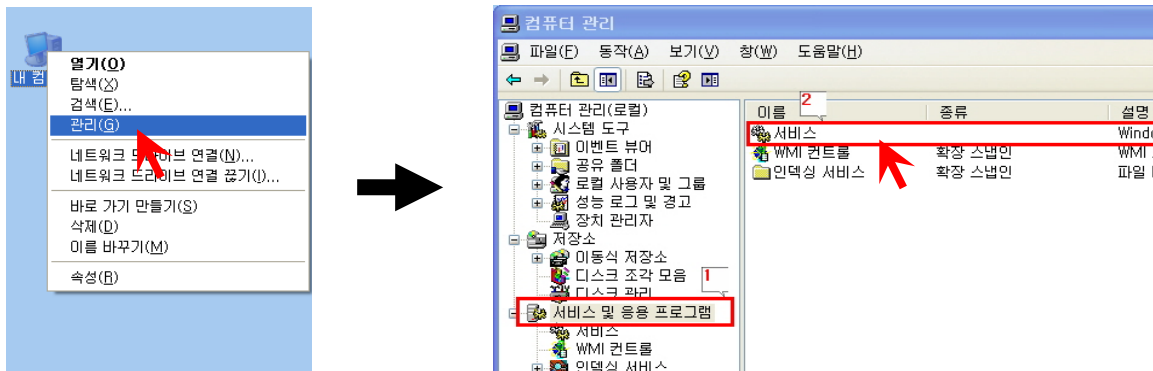 내 컴
열기(O)
탐색(X)
검색(E)...
관리(G)
네트워크 드라이브 연결(N)...
네트워크 드라이브 연결 끊기(I)...
바로 가기 만들기(S)
삭제(D)
이름 바꾸기(M)
속성(R)
컴퓨터 관리
파일(F) 동작(A) 보기(V) 창(W) 도움말(H)
컴퓨터 관리(로컬)
시스템 도구
이벤트 뷰어
공유 폴더
로컬 사용자 및 그룹
성능 로그 및 경고
장치 관리자
저장소
이동식 저장소
디스크 조각 모음
1
디스크 관리
서비스 및 응용 프로그램
서비스
WMI 컨트롤
인덱싱 서비스
이름 2 종류 설명
서비스 Windo
WMI 컨트롤 확장 스냅인 WMI
인덱싱 서비스 확장 스냅인 파일